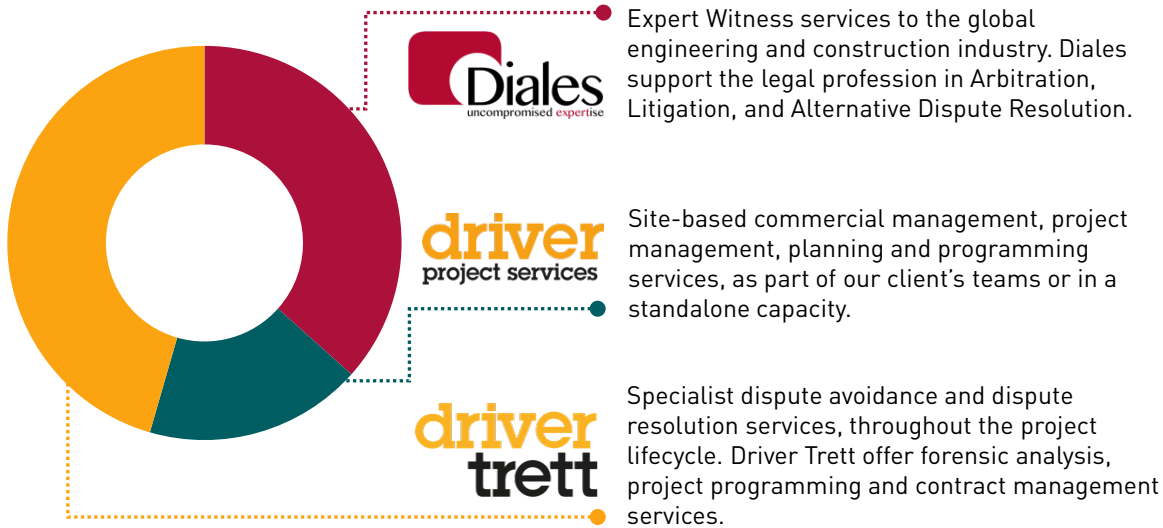 Expert Witness services to the global
engineering and construction industry. Diales
support the legal profession in Arbitration,
Litigation, and Alternative Dispute Resolution.
Diales
uncompromised expertise
Site-based commercial management, project
management, planning and programming
services, as part of our client’s teams or in a
standalone capacity.
driver
project services
Specialist dispute avoidance and dispute
resolution services, throughout the project
lifecycle. Driver Trett offer forensic analysis,
project programming and contract management
services.
driver
trett